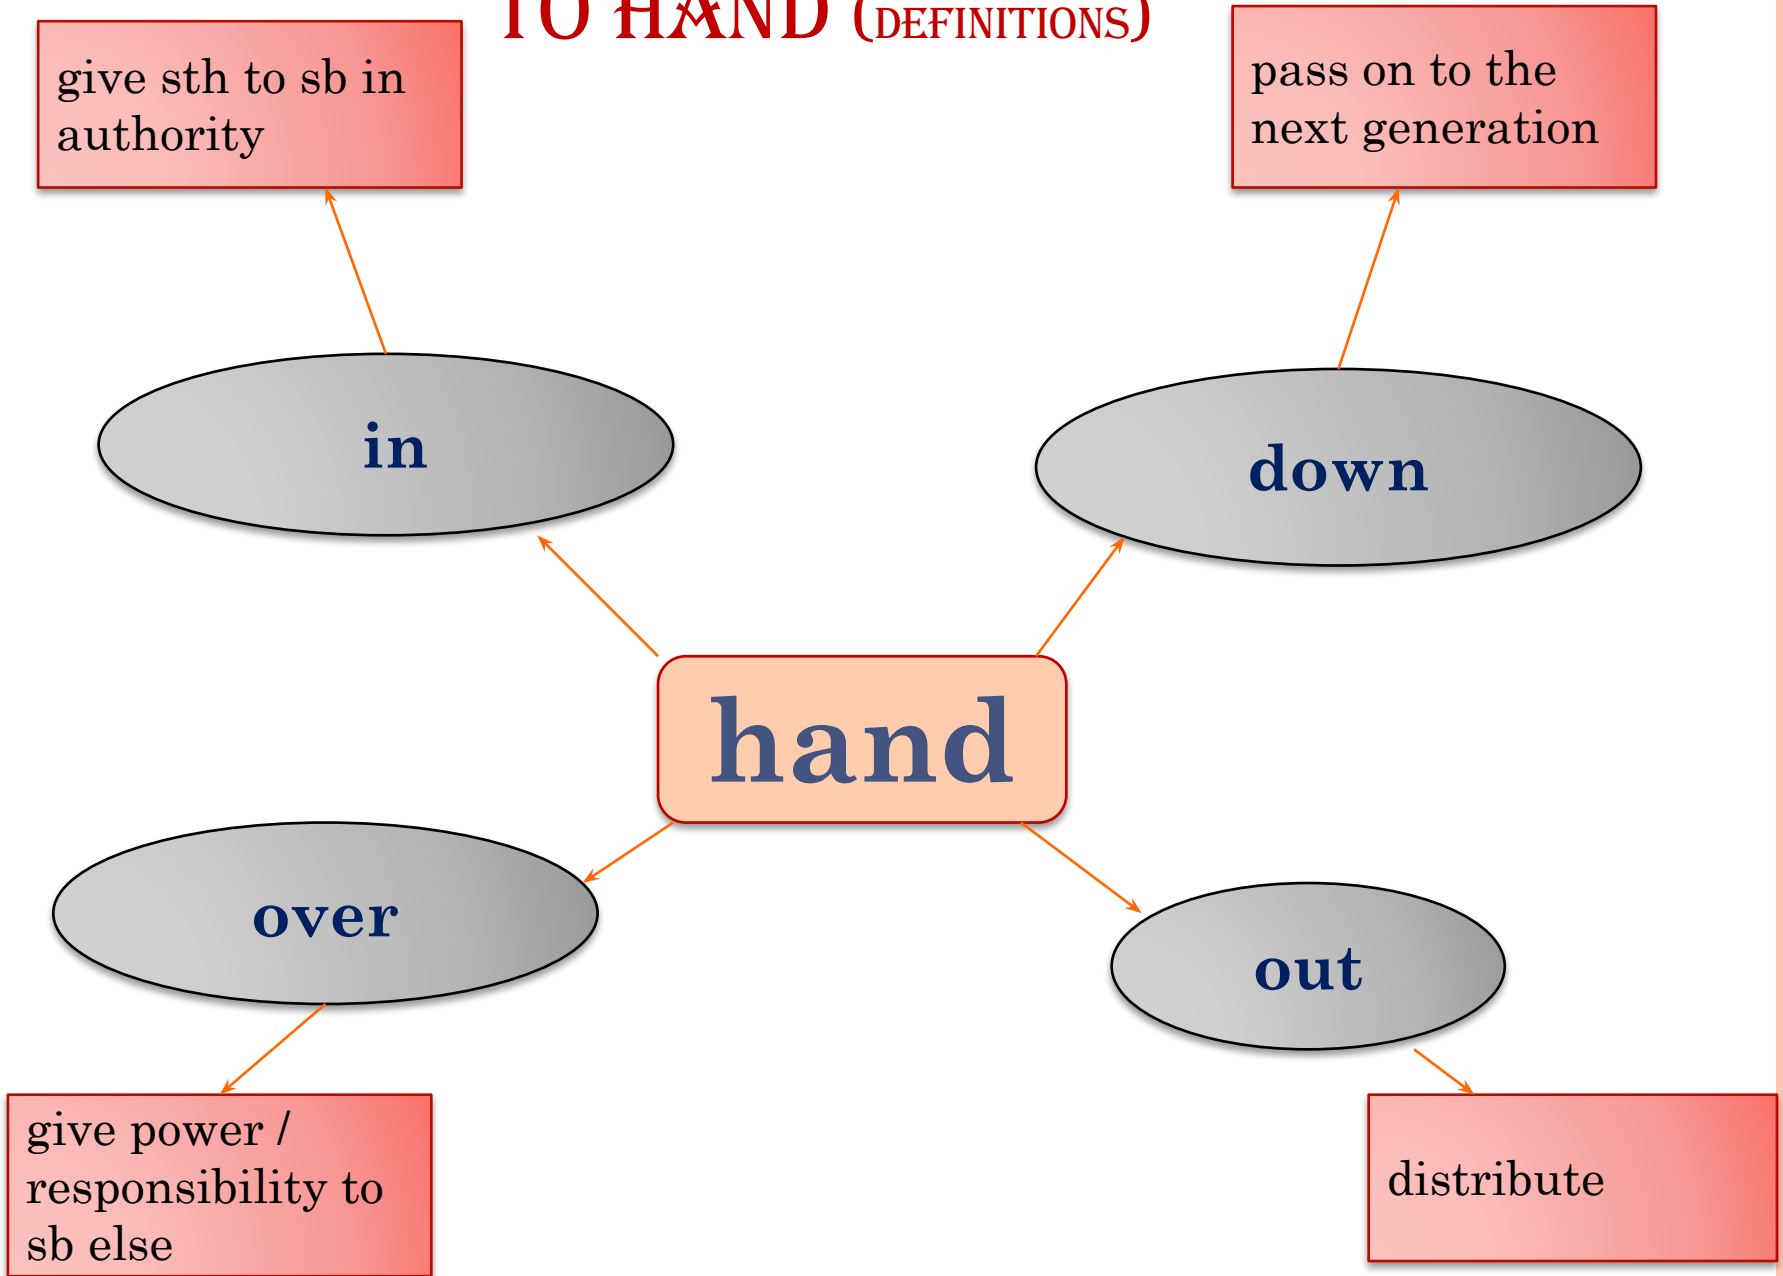 TO HAND (DEFINITIONS)
give sth to sb in
authority
pass on to the
next generation
in
down
hand
over
out
give power /
responsibility to
sb else
distribute